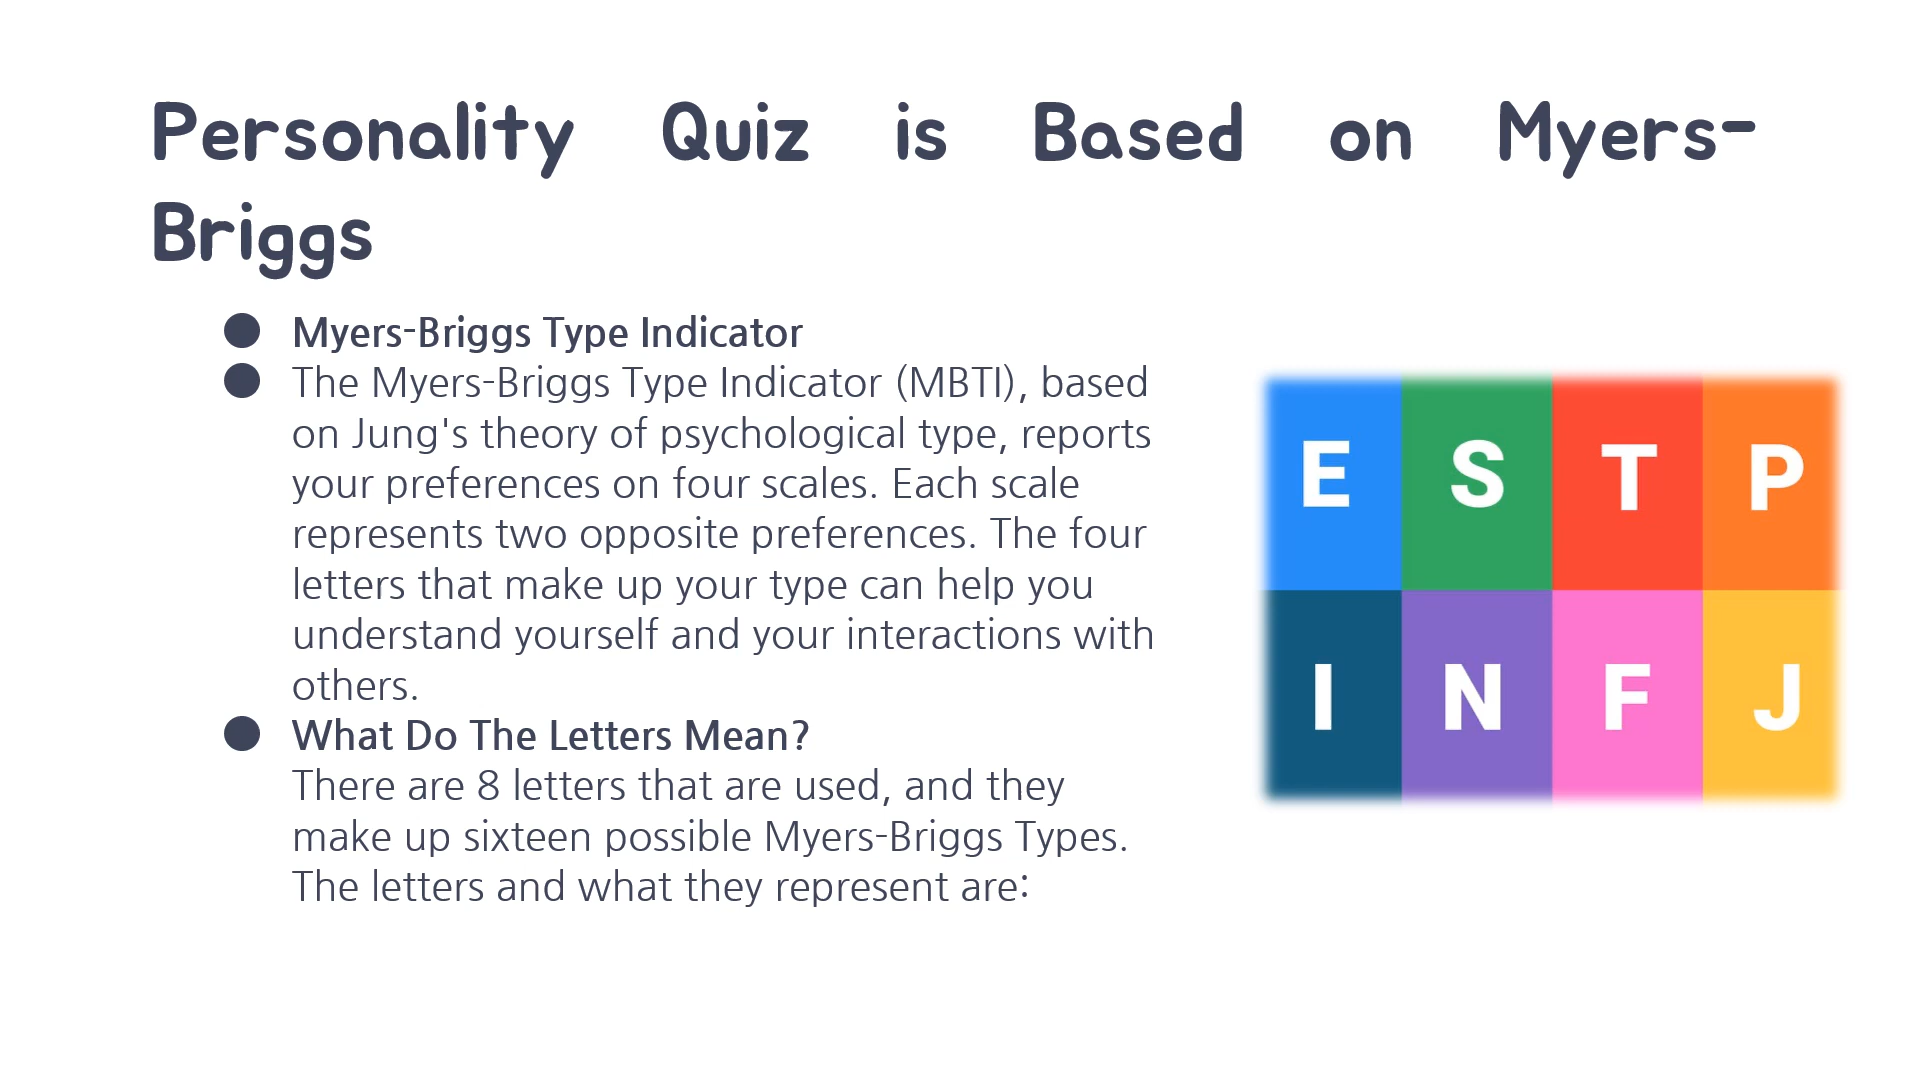 Personality Quiz is Based on Myers-
Briggs
● Myers-Briggs Type Indicator
● The Myers-Briggs Type Indicator (MBTI), based
on Jung's theory of psychological type, reports
your preferences on four scales. Each scale
represents two opposite preferences. The four
letters that make up your type can help you
understand yourself and your interactions with
others.
● What Do The Letters Mean?
There are 8 letters that are used, and they
make up sixteen possible Myers-Briggs Types.
The letters and what they represent are:
E S T P
I N F J